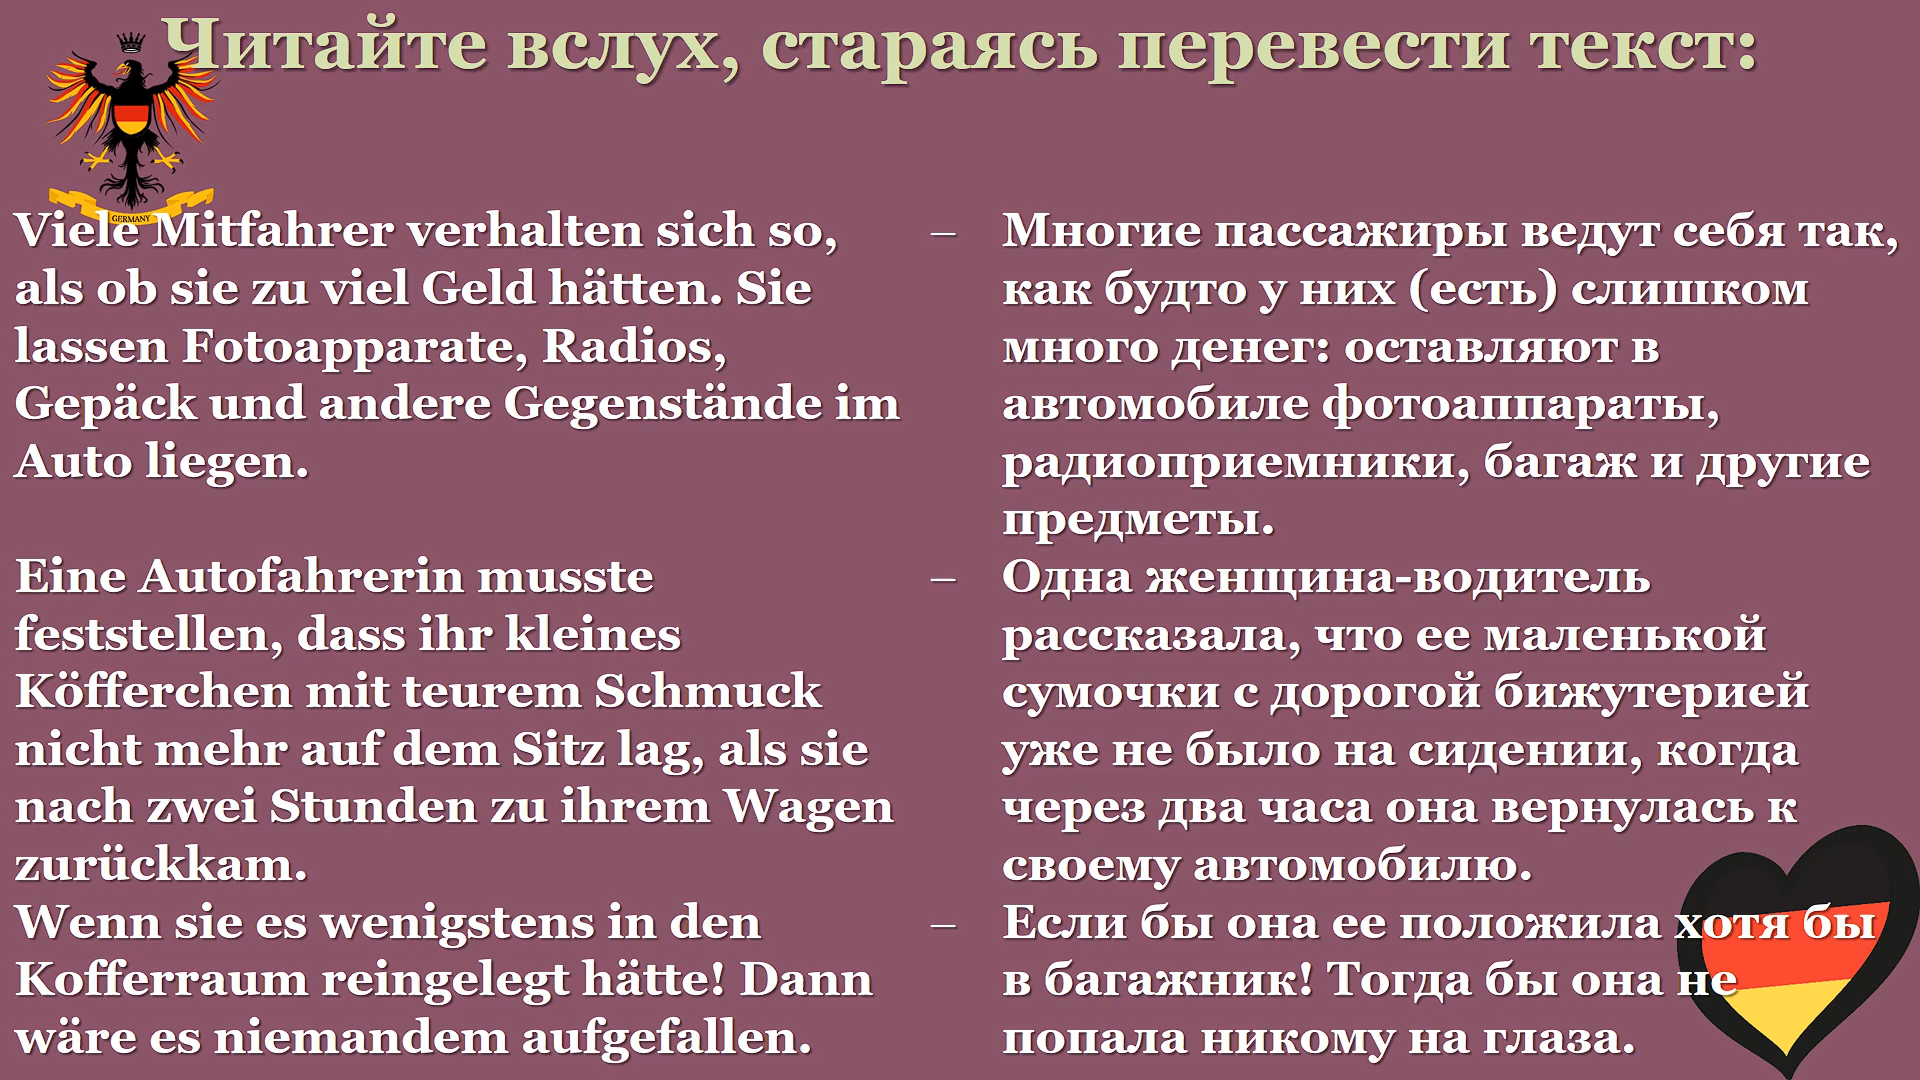 Читайте вслух, стараясь перевести текст:
GERMANY
Viele Mitfahrer verhalten sich so,
als ob sie zu viel Geld hätten. Sie
lassen Fotoapparate, Radios,
Gepäck und andere Gegenstände im
Auto liegen.
– Многие пассажиры ведут себя так,
как будто у них (есть) слишком
много денег: оставляют в
автомобиле фотоаппараты,
радиоприемники, багаж и другие
предметы.
Eine Autofahrerin musste
feststellen, dass ihr kleines
Köfferchen mit teurem Schmuck
nicht mehr auf dem Sitz lag, als sie
nach zwei Stunden zu ihrem Wagen
zurückkam.
– Одна женщина-водитель
рассказала, что ее маленькой
сумочки с дорогой бижутерией
уже не было на сидении, когда
через два часа она вернулась к
своему автомобилю.
Wenn sie es wenigstens in den
Kofferraum reingelegt hätte! Dann
wäre es niemandem aufgefallen.
– Если бы она ее положила хотя бы
в багажник! Тогда бы она не
попала никому на глаза.